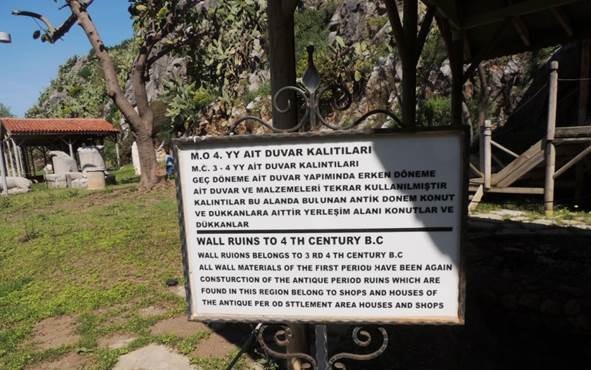 M.O 4. YY AIT DUVAR KALITILARI
M.C. 3 - 4 YY AİT DUVAR KALINTILARI
GEÇ DÖNEME AİT DUVAR YAPIMINDA ERKEN DÖNEME
AİT DUVAR VE MALZEMELERİ TEKRAR KULLANILMIŞTIR
KALINTILAR BU ALANDA BULUNAN ANTİK DONEM KONUT
VE DUKKANLARA AİTTİR YERLEŞİM ALANI KONUTLAR VE
DÜKKANLAR
WALL RUINS TO 4 TH CENTURY B.C
WALL RUIONS BELONGS TO 3 RD 4 TH CENTURY B.C
ALL WALL MATERIALS OF THE FIRST PERIOD HAVE BEEN AGAIN
CONSTURCTION OF THE ANTIQUE PERIOD RUINS WHICH ARE
FOUND IN THIS REGION BELONG TO SHOPS AND HOUSES OF
THE ANTIQUE PER OD STTLEMENT AREA HOUSES AND SHOPS